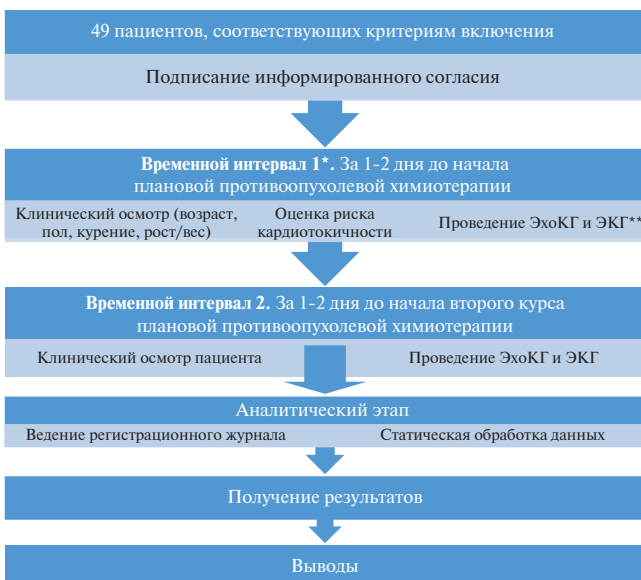 49 пациентов, соответствующих критериям включения
Подписание информированного согласия
Временной интервал 1*. За 1-2 дня до начала
плановой противоопухолевой химиотерапии
Клинический осмотр (возраст,
пол, курение, рост/вес)
Оценка риска
кардиотокичности
Проведение ЭхоКГ и ЭКГ**
Временной интервал 2. За 1-2 дня до начала второго курса
плановой противоопухолевой химиотерапии
Клинический осмотр пациента
Проведение ЭхоКГ и ЭКГ
Аналитический этап
Ведение регистрационного журнала
Статическая обработка данных
Получение результатов
Выводы